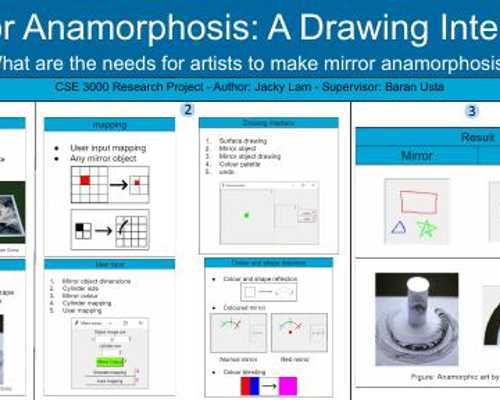 or Anamorphosis: A Drawing Inte
hat are the needs for artists to make mirror anamorphosis
CSE 3000 Research Project - Author: Jacky Lam - Supervisor: Baran Usta
2
3
mapping
User input mapping
Any mirror object
Drawing interface
1. Surface drawing
2. Mirror object
3. Mirror object drawing
4. Colour palette
5. undo
User input
1. Mirror object dimensions
2. Cylinder size
3. Mirror colour
4. Cylinder mapping
5. User mapping
Colour and shape distortion
Colour and shape reflection
Coloured mirror
Normal mirror
Red mirror
Colour blending
Result
Mirror
Figure: Anamorphic art by